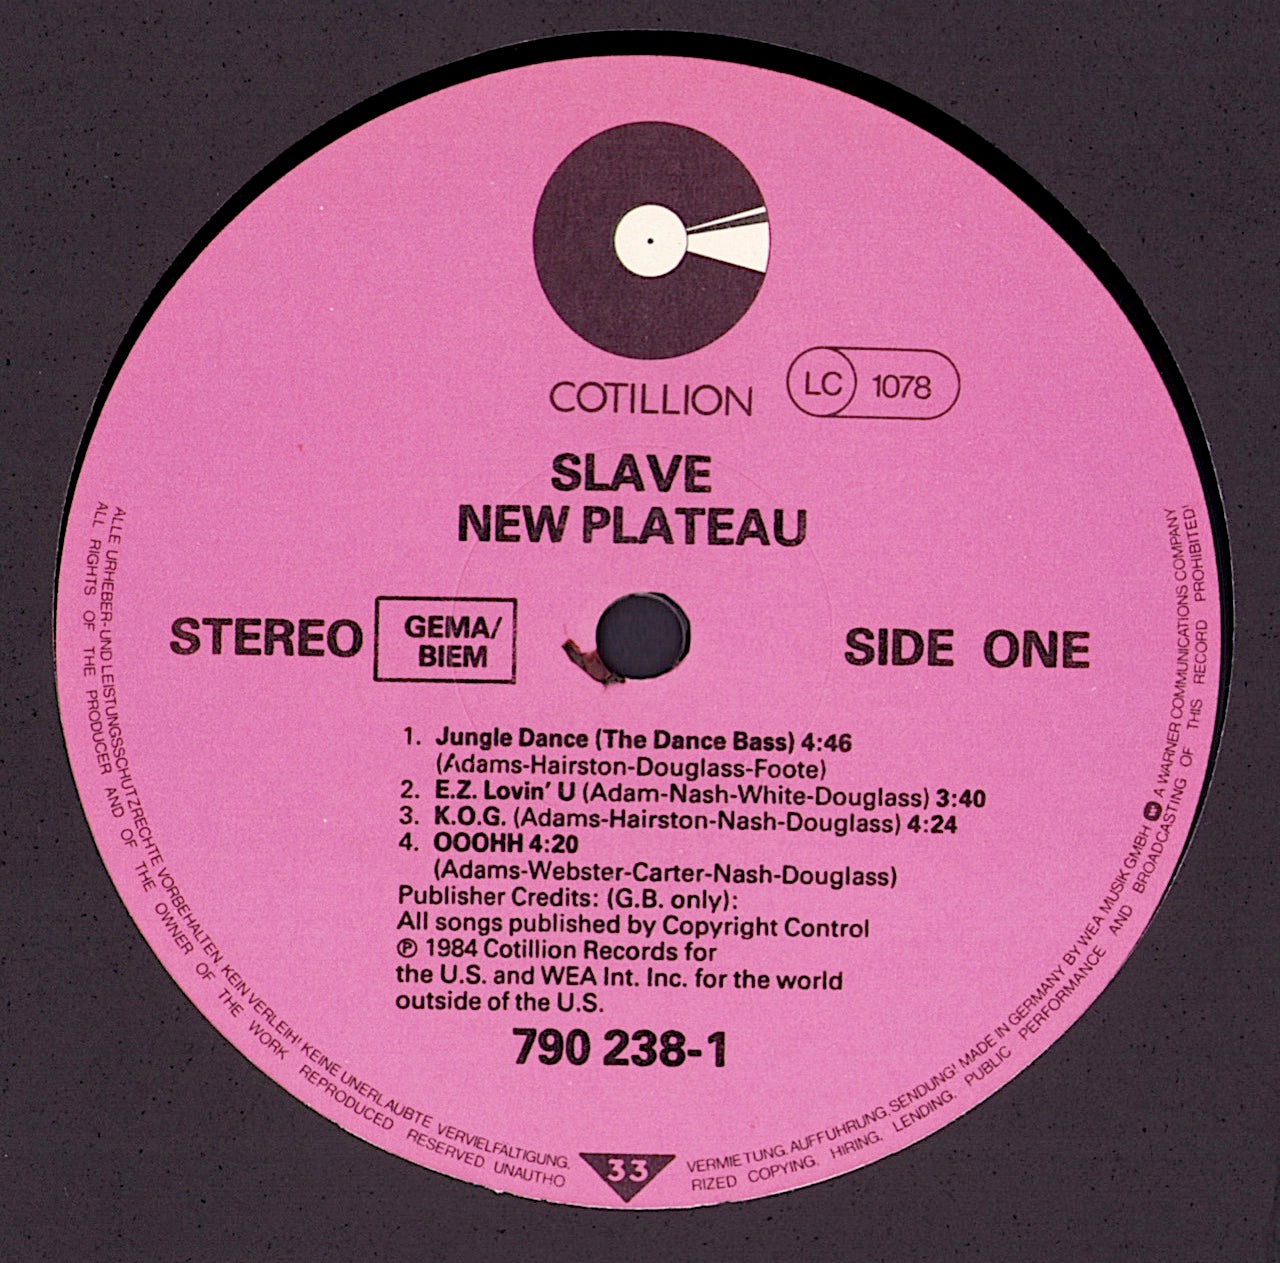 COTILLION
LC 1078
SLAVE
NEW PLATEAU
STEREO
GEMA/
BIEM
SIDE ONE
1. Jungle Dance (The Dance Bass) 4:46
(Adams-Hairston-Douglass-Foote)
2. E.Z. Lovin' U (Adam-Nash-White-Douglass) 3:40
3. K.O.G. (Adams-Hairston-Nash-Douglass) 4:24
4. OOOHH 4:20
(Adams-Webster-Carter-Nash-Douglass)
Publisher Credits: (G.B. only):
All songs published by Copyright Control
℗ 1984 Cotillion Records for
the U.S. and WEA Int. Inc. for the world
outside of the U.S.
790 238-1
33
ALLE URHEBER- UND LEISTUNGSSCHUTZRECHTE VORBEHALTEN KEIN VERLEIH! KEINE UNERLAUBTE VERVIELFÄLTIGUNG, VERMIETUNG, AUFFUHRUNG, SENDUNG! MADE IN GERMANY BY WEA MUSIK GMBH W A WARNER COMMUNICATIONS COMPANY
ALL RIGHTS OF THE PRODUCER AND OF THE OWNER OF THE WORK REPRODUCED RESERVED UNAUTHO RIZED COPYING, HIRING, LENDING, PUBLIC PERFORMANCE AND BROADCASTING OF THIS RECORD PROHIBITED!